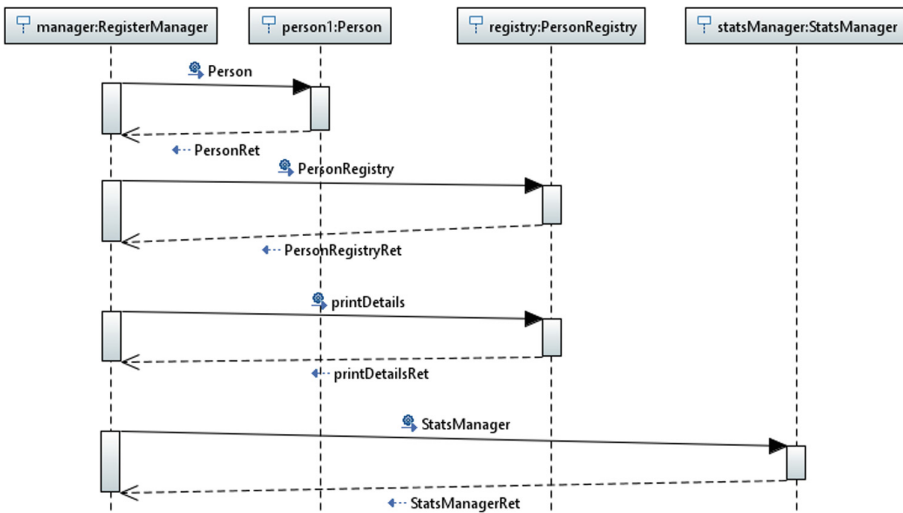 manager:RegisterManager
person1:Person
registry:PersonRegistry
statsManager:StatsManager
Person
PersonRet
PersonRegistry
PersonRegistryRet
printDetails
printDetailsRet
StatsManager
StatsManagerRet